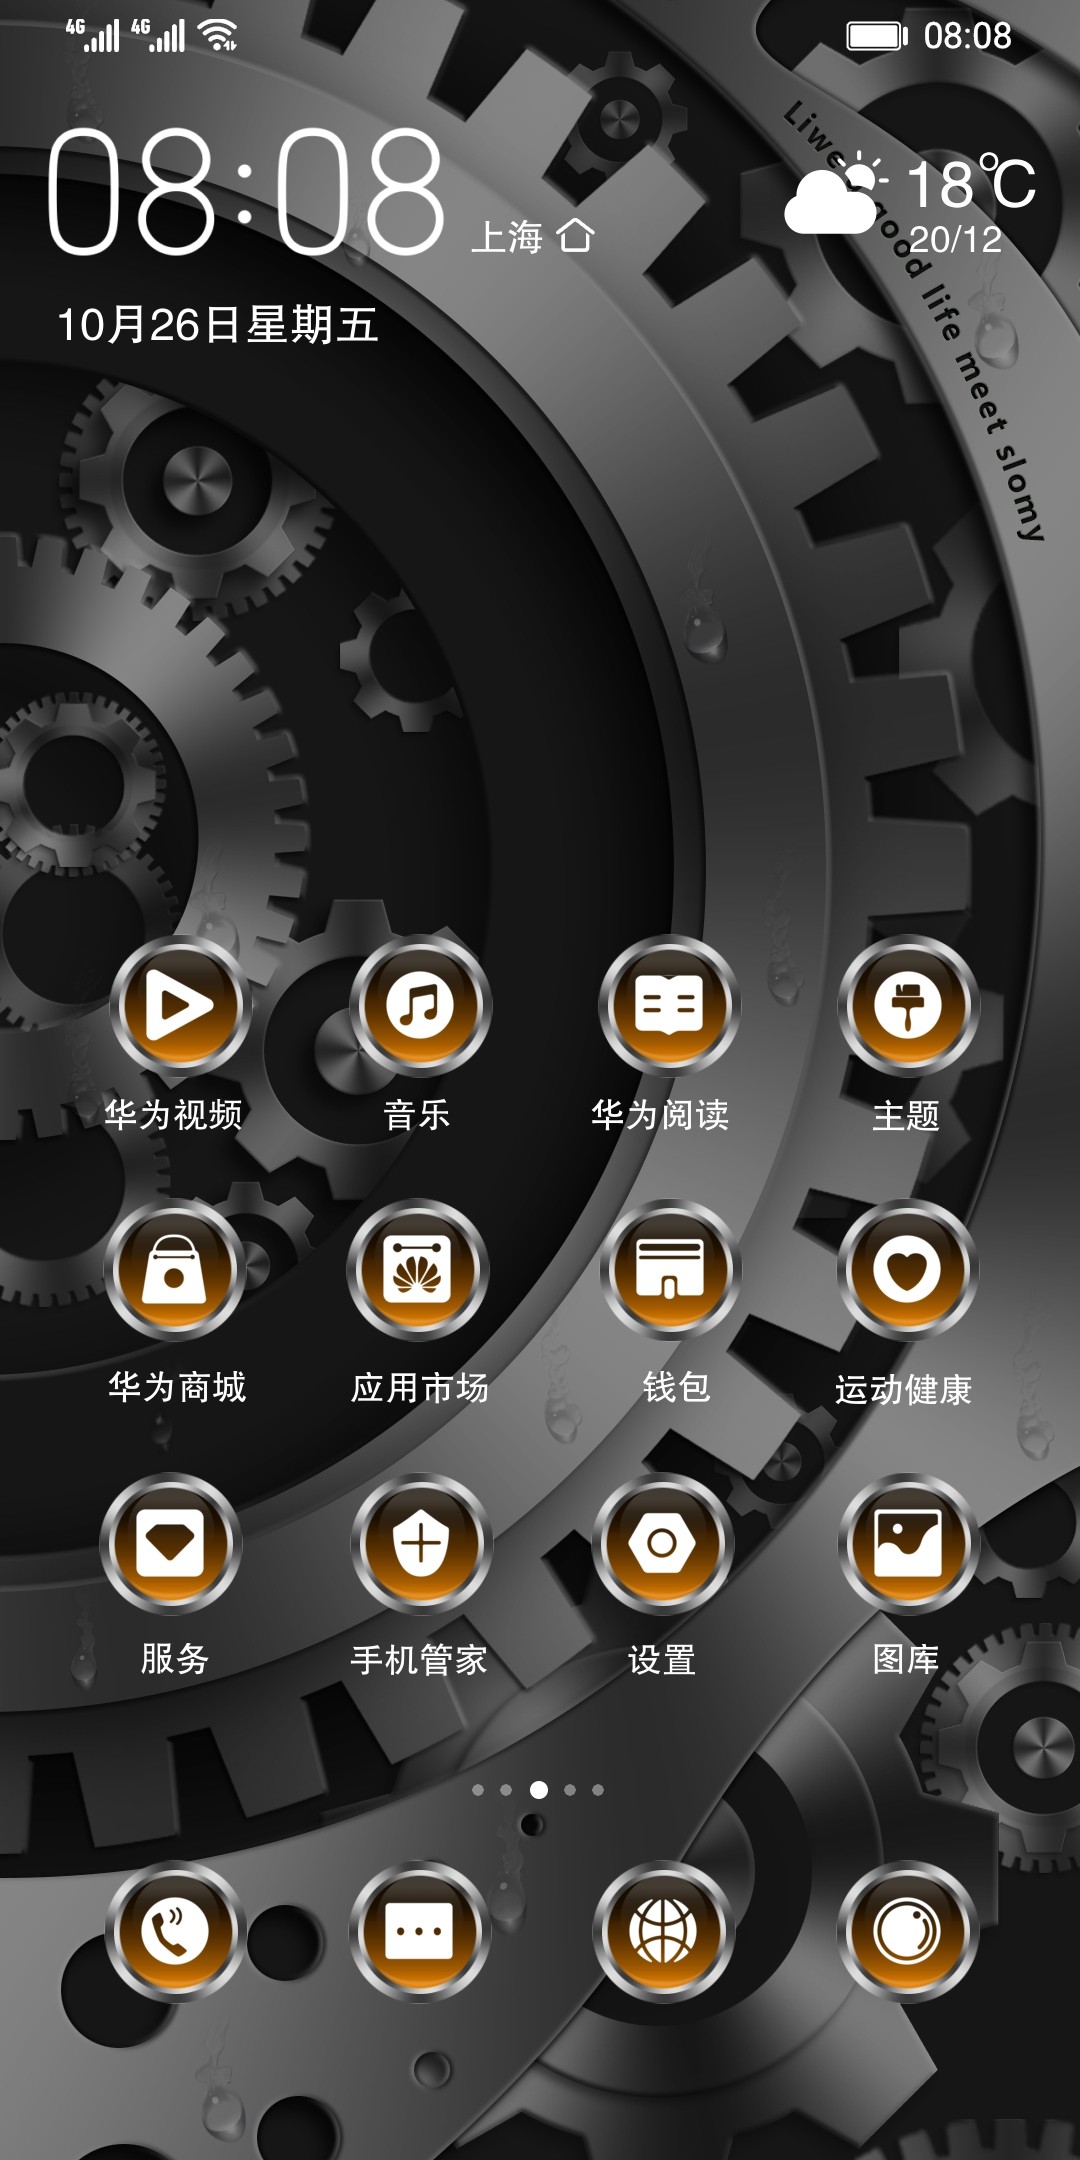 4G 4G 08:08
08:08 上海
18℃
20/12
10月26日星期五
Liwe good life meet slomy
华为视频 音乐 华为阅读 主题
华为商城 应用市场 钱包 运动健康
服务 手机管家 设置 图库